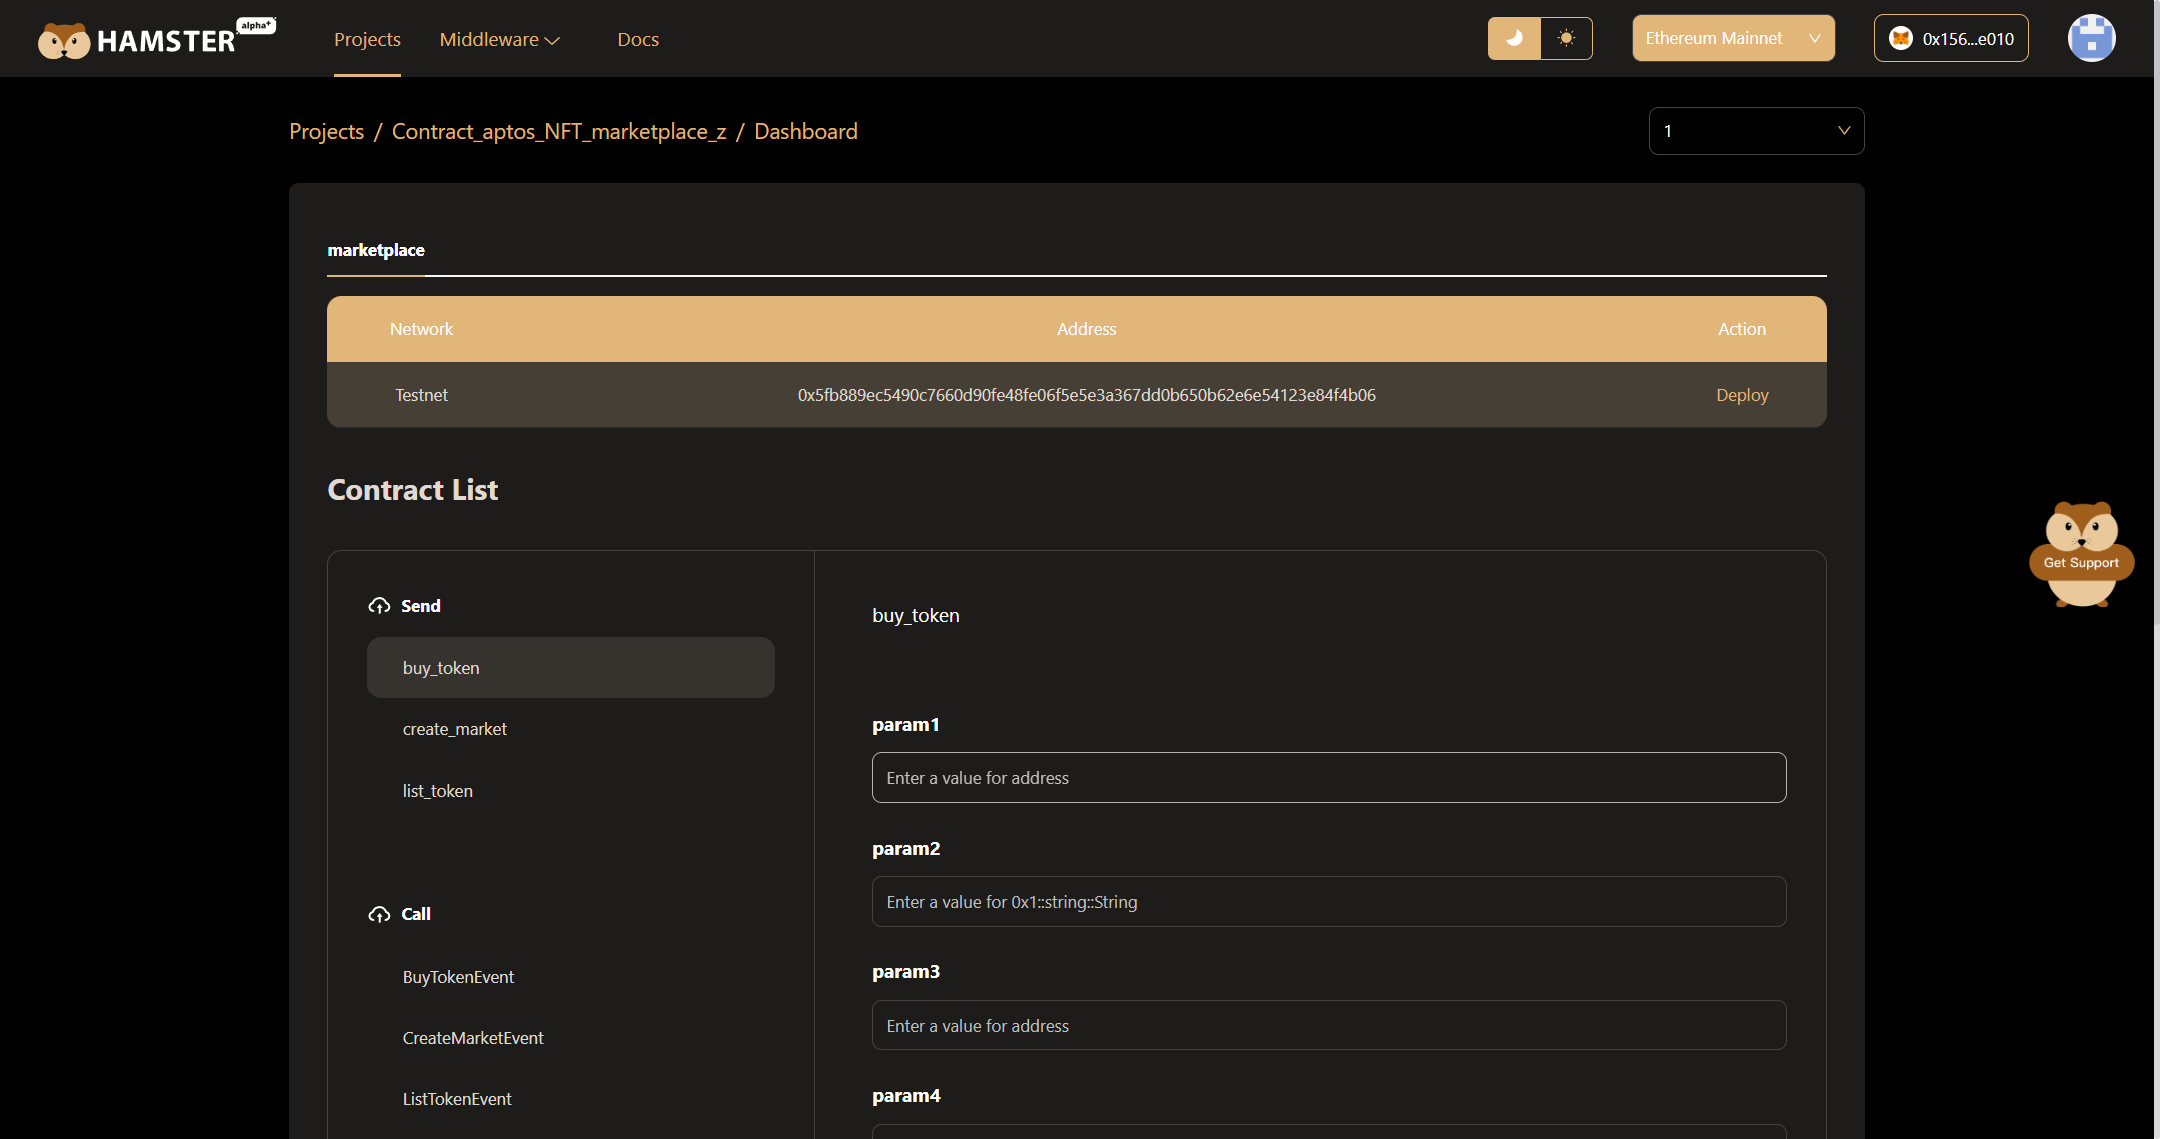 HAMSTER alpha+ Projects Middleware Docs Ethereum Mainnet 0x156...e010
Projects / Contract_aptos_NFT_marketplace_z / Dashboard 1
marketplace
Network Address Action
Testnet 0x5fb889ec5490c7660d90fe48fe06f5e5e3a367dd0b650b62e6e54123e84f4b06 Deploy
Contract List
Get Support
Send
buy_token
create_market
list_token
Call
BuyTokenEvent
CreateMarketEvent
ListTokenEvent
buy_token
param1
Enter a value for address
param2
Enter a value for 0x1::string::String
param3
Enter a value for address
param4